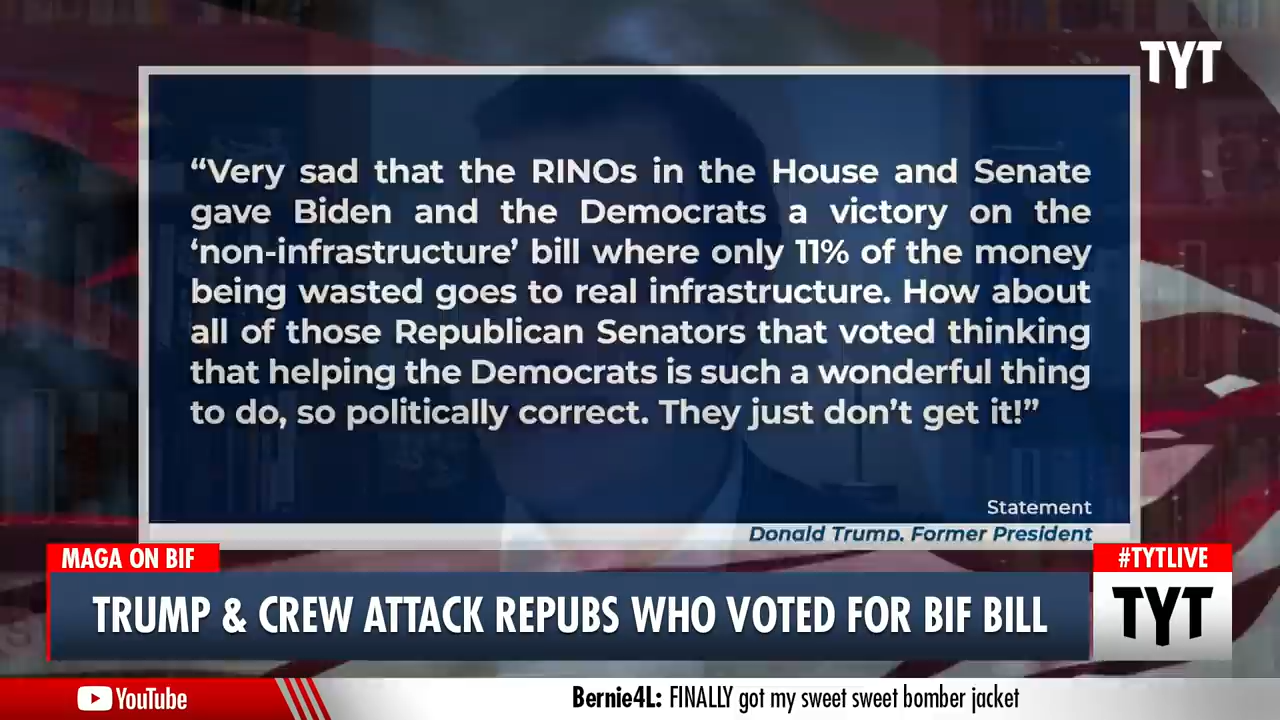 TYT
“Very sad that the RINOs in the House and Senate
gave Biden and the Democrats a victory on the
‘non-infrastructure’ bill where only 11% of the money
being wasted goes to real infrastructure. How about
all of those Republican Senators that voted thinking
that helping the Democrats is such a wonderful thing
to do, so politically correct. They just don’t get it!”
Statement
Donald Trump, Former President
MAGA ON BIF
#TYTLIVE
TRUMP & CREW ATTACK REPUBS WHO VOTED FOR BIF BILL
TYT
YouTube
Bernie4L: FINALLY got my sweet sweet bomber jacket